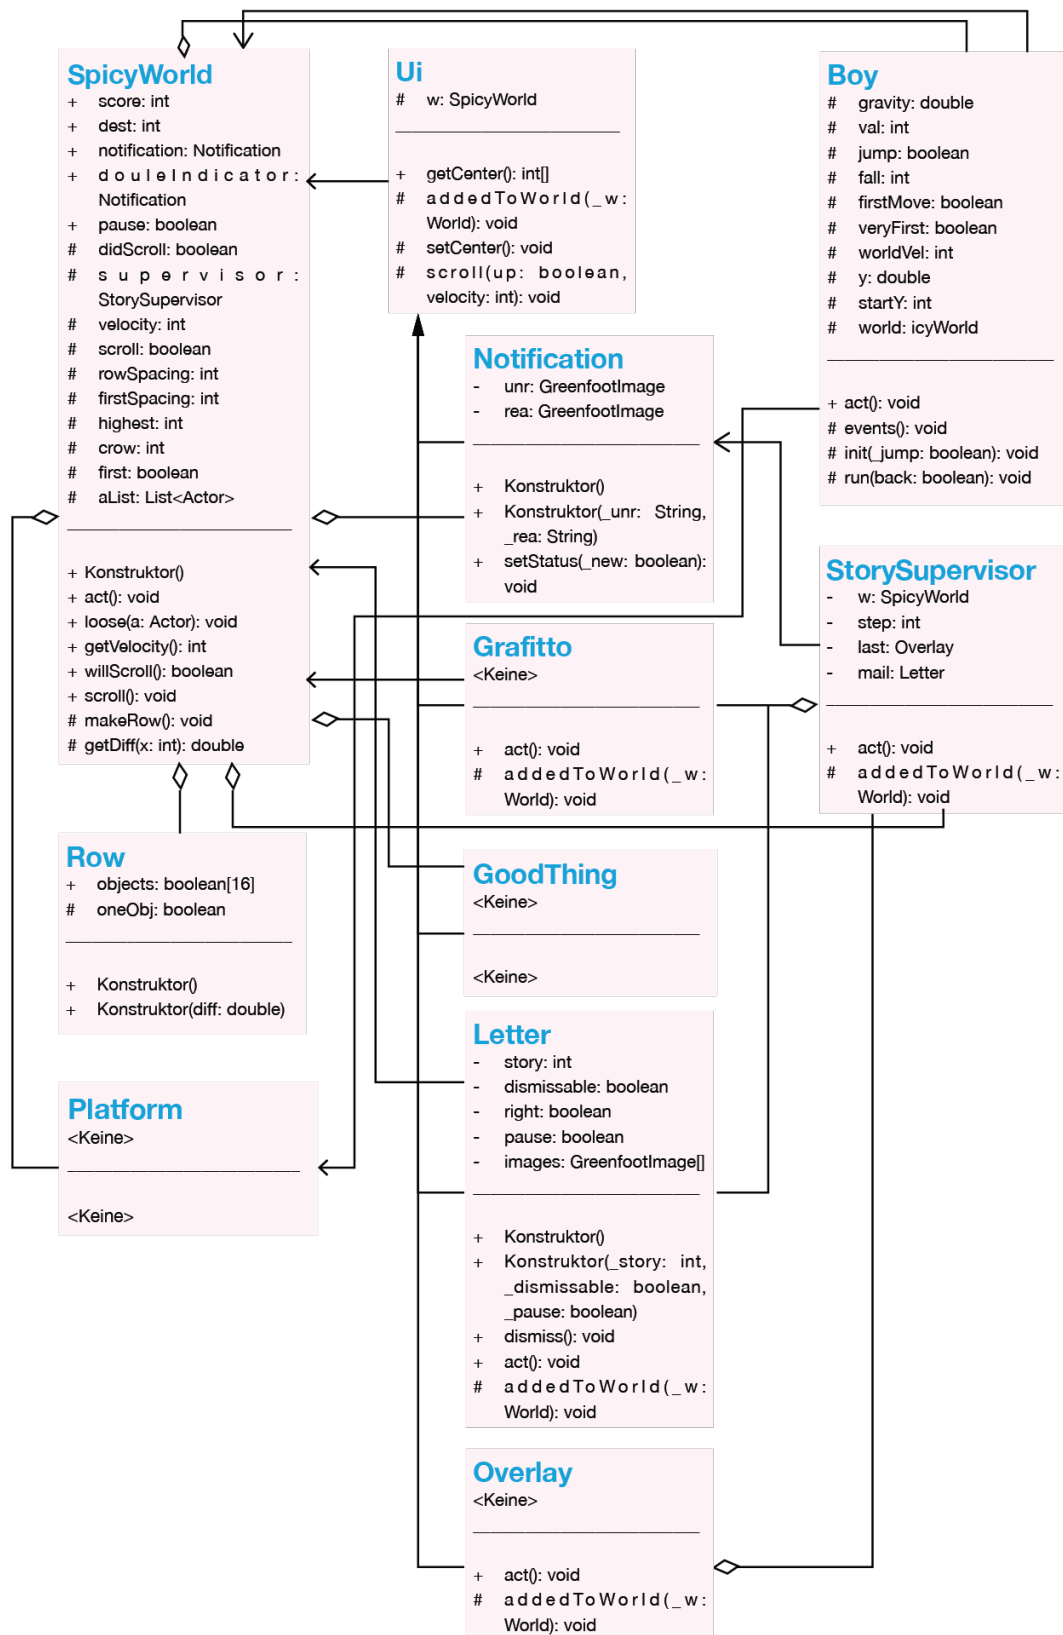 SpicyWorld
+ score: int
+ dest: int
+ notification: Notification
+ douleIndicator:
Notification
+ pause: boolean
# didScroll: boolean
# supervisor:
StorySupervisor
# velocity: int
# scroll: boolean
# rowSpacing: int
# firstSpacing: int
# highest: int
# crow: int
# first: boolean
# aList: List<Actor>
+ Konstruktor()
+ act(): void
+ loose(a: Actor): void
+ getVelocity(): int
+ willScroll(): boolean
+ scroll(): void
# makeRow(): void
# getDiff(x: int): double
Ui
# w: SpicyWorld
+ getCenter(): int[]
# addedToWorld(_w:
World): void
# setCenter(): void
# scroll(up: boolean,
velocity: int): void
Boy
# gravity: double
# val: int
# jump: boolean
# fall: int
# firstMove: boolean
# veryFirst: boolean
# worldVel: int
# y: double
# startY: int
# world: icyWorld
+ act(): void
# events(): void
# init(_jump: boolean): void
# run(back: boolean): void
Notification
- unr: GreenfootImage
- rea: GreenfootImage
+ Konstruktor()
+ Konstruktor(_unr: String,
_rea: String)
+ setStatus(_new: boolean):
void
StorySupervisor
- w: SpicyWorld
- step: int
- last: Overlay
- mail: Letter
+ act(): void
# addedToWorld(_w:
World): void
Grafitto
<Keine>
+ act(): void
# addedToWorld(_w:
World): void
Row
+ objects: boolean[16]
# oneObj: boolean
+ Konstruktor()
+ Konstruktor(diff: double)
GoodThing
<Keine>
<Keine>
Letter
- story: int
- dismissable: boolean
- right: boolean
- pause: boolean
- images: GreenfootImage[]
+ Konstruktor()
+ Konstruktor(_story: int,
_dismissable: boolean,
_pause: boolean)
+ dismiss(): void
+ act(): void
# addedToWorld(_w:
World): void
Platform
<Keine>
<Keine>
Overlay
<Keine>
+ act(): void
# addedToWorld(_w:
World): void